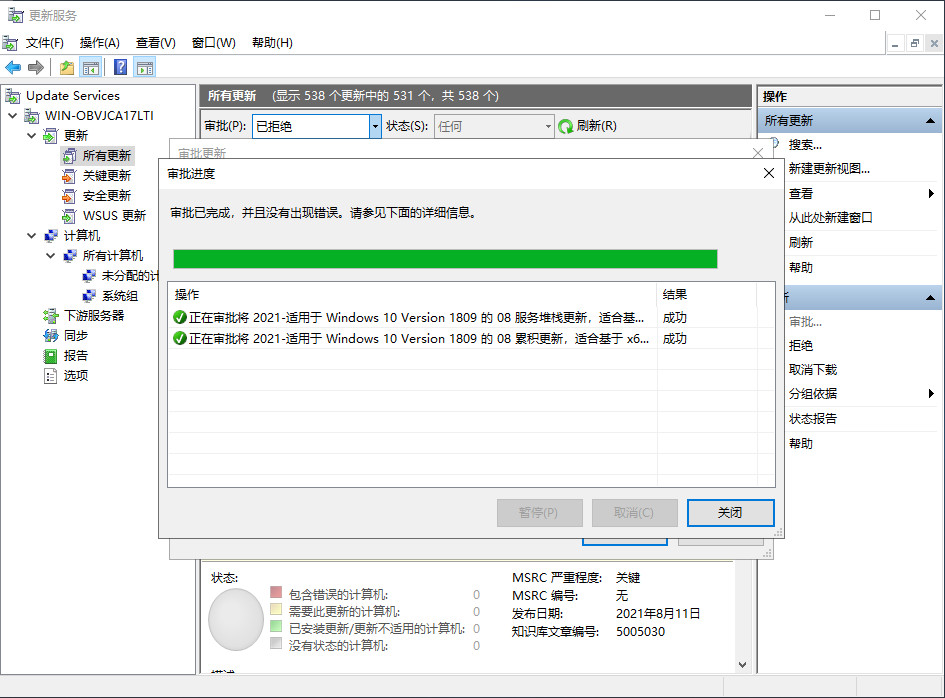 更新服务
文件(F) 操作(A) 查看(V) 窗口(W) 帮助(H)
Update Services
WIN-OBVJCA17LTI
更新
所有更新
关键更新
安全更新
WSUS 更新
计算机
所有计算机
未分配的计
系统组
下游服务器
同步
报告
选项
所有更新 (显示 538 个更新中的 531 个，共 538 个)
审批(P): 已拒绝 状态(S): 任何 刷新(R)
审批更新
审批进度
审批已完成，并且没有出现错误。请参见下面的详细信息。
操作 结果
正在审批将 2021-适用于 Windows 10 Version 1809 的 08 服务堆栈更新，适合基... 成功
正在审批将 2021-适用于 Windows 10 Version 1809 的 08 累积更新，适合基于 x6... 成功
暂停(P) 取消(C) 关闭
状态:
包含错误的计算机: 0
需要此更新的计算机: 0
已安装更新/更新不适用的计算机: 0
没有状态的计算机: 0
MSRC 严重程度: 关键
MSRC 编号: 无
发布日期: 2021年8月11日
知识库文章编号: 5005030
操作
所有更新
搜索...
新建更新视图...
查看
从此处新建窗口
刷新
帮助
新
审批...
拒绝
取消下载
分组依据
状态报告
帮助